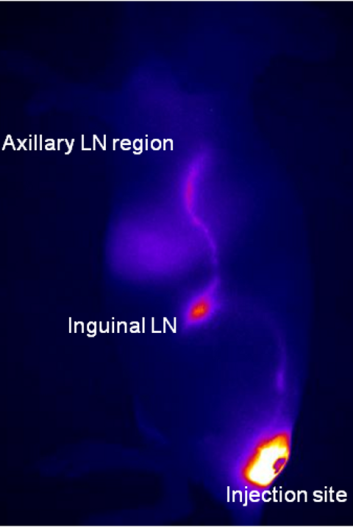 Axillary LN region
Inguinal LN
Injection site